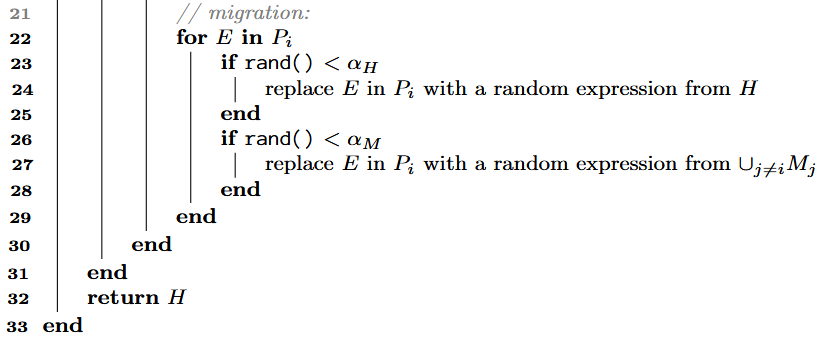 21 // migration:
22 for E in P_i
23 if rand() < α_H
24 replace E in P_i with a random expression from H
25 end
26 if rand() < α_M
27 replace E in P_i with a random expression from ∪_{j≠i} M_j
28 end
29 end
30 end
31 end
32 return H
33 end